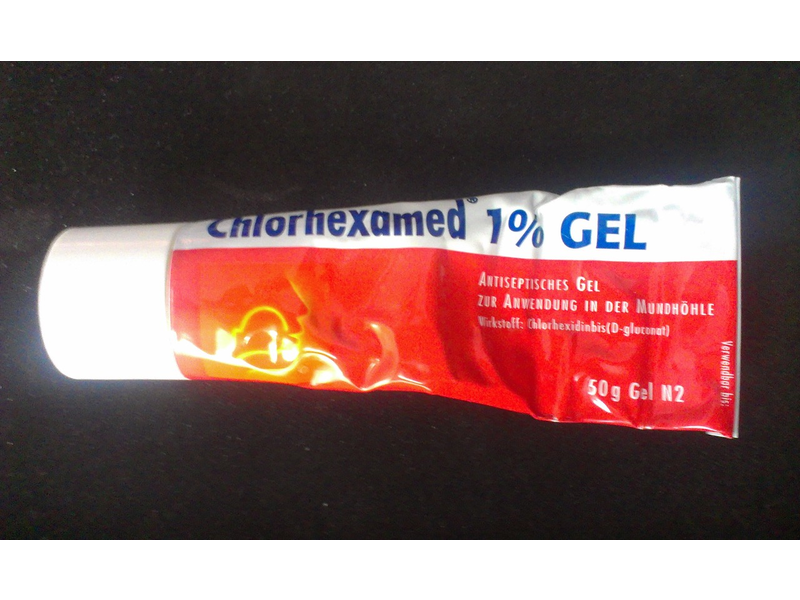 Chlorhexamed® 1% GEL
ANTISEPTISCHES GEL
ZUR ANWENDUNG IN DER MUNDHÖHLE
Wirkstoff: Chlorhexidinbis(D-gluconat)
50g Gel N2
Verwendbar bis: